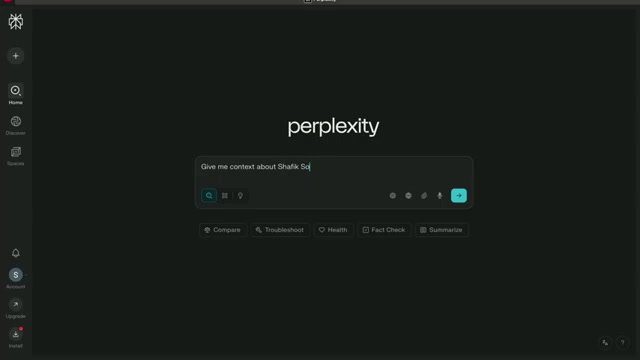 Perplexity
perplexity
Give me context about Shafik So
Home
Discover
Spaces
Compare
Troubleshoot
Health
Fact Check
Summarize
S
Account
Upgrade
Install
?